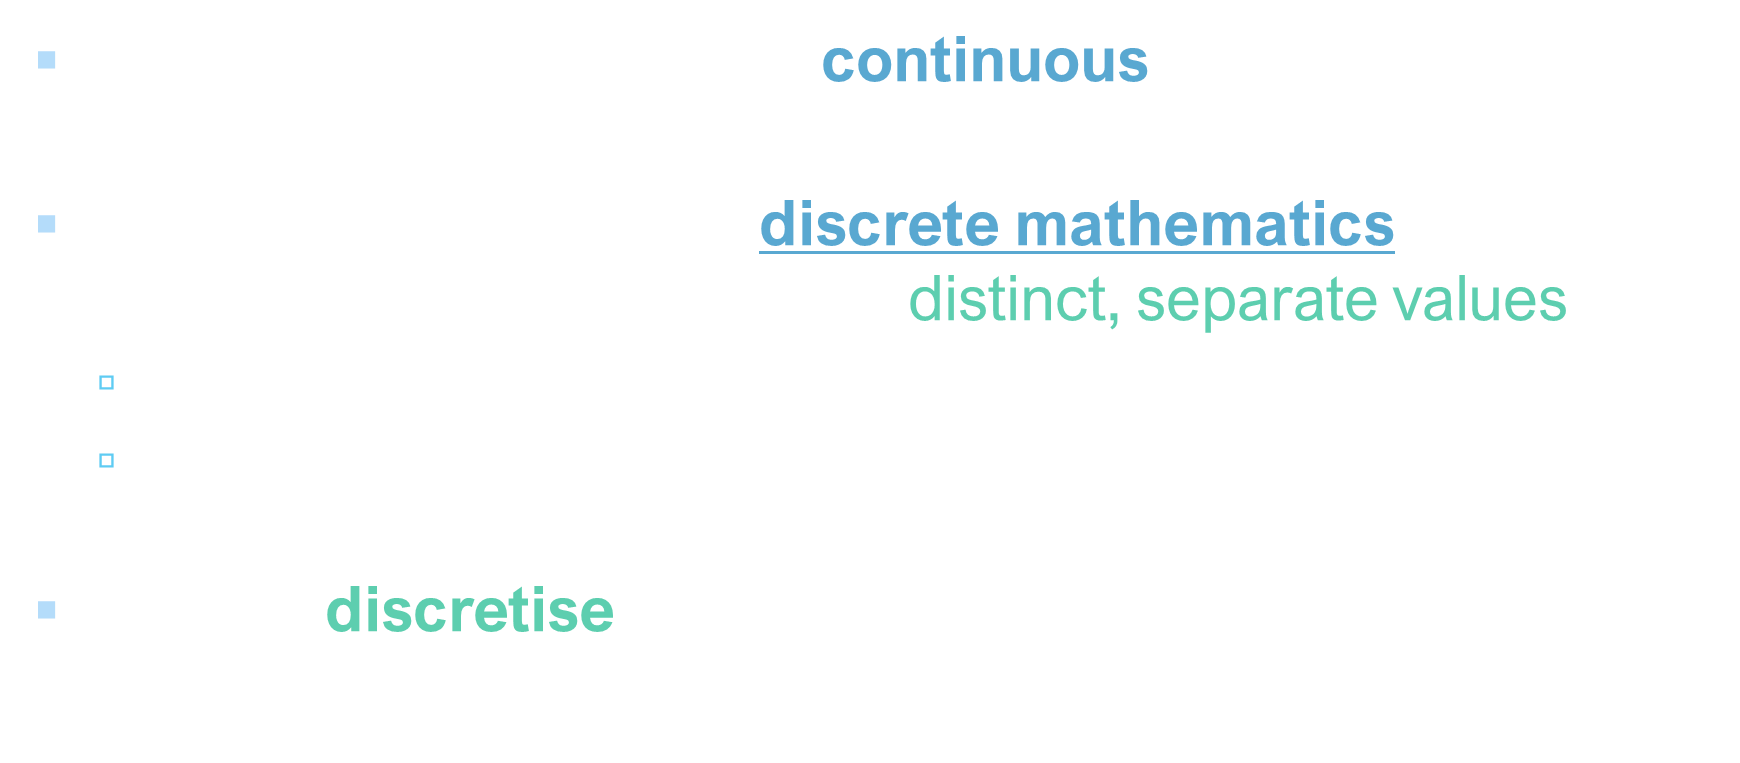 continuous
discrete mathematics
distinct, separate values
discretise